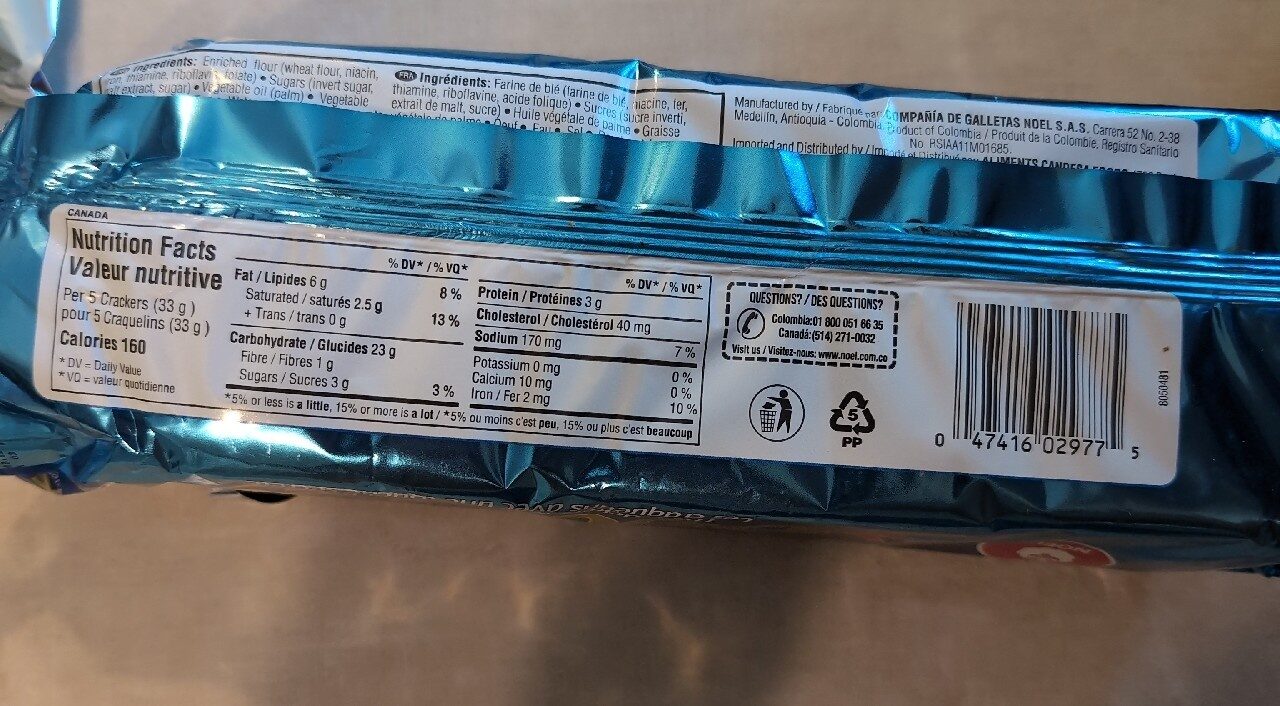 Ingredients: Enriched flour (wheat flour, niacin,
thiamine, riboflavin, folate) • Sugars (invert sugar,
extract, sugar) • Vegetable oil (palm) • Vegetable
FRA Ingrédients: Farine de blé (farine de blé, niacine, fer,
thiamine, riboflavine, acide folique) • Sucres (sucre inverti,
extrait de malt, sucre) • Huile végétale de palme • Graisse
Manufactured by / Fabriqué par COMPAÑÍA DE GALLETAS NOEL S.A.S. Carrera 52 No. 2-38
Medellín, Antioquia - Colombia. Product of Colombia / Produit de la Colombie, Registro Sanitario
No. RSIAA11M01685.
Imported and Distributed by / ALIMENTS CANDESA
CANADA
Nutrition Facts
Valeur nutritive
Per 5 Crackers (33 g )
pour 5 Craquelins (33 g )
Calories 160
* DV = Daily Value
* VQ = valeur quotidienne
% DV* / % VQ*
Fat / Lipides 6 g 8 %
Saturated / saturés 2.5 g
+ Trans / trans 0 g 13 %
Carbohydrate / Glucides 23 g
Fibre / Fibres 1 g
Sugars / Sucres 3 g 3 %
% DV* / % VQ*
Protein / Protéines 3 g
Cholesterol / Cholestérol 40 mg
Sodium 170 mg 7 %
Potassium 0 mg 0 %
Calcium 10 mg 0 %
Iron / Fer 2 mg 10 %
*5% or less is a little, 15% or more is a lot / *5% ou moins c'est peu, 15% ou plus c'est beaucoup
QUESTIONS? / DES QUESTIONS?
Colombia:01 800 051 66 35
Canadá:(514) 271-0032
Visit us / Visitez-nous: www.noel.com.co
5
PP
0 47416 02977 5
8060481